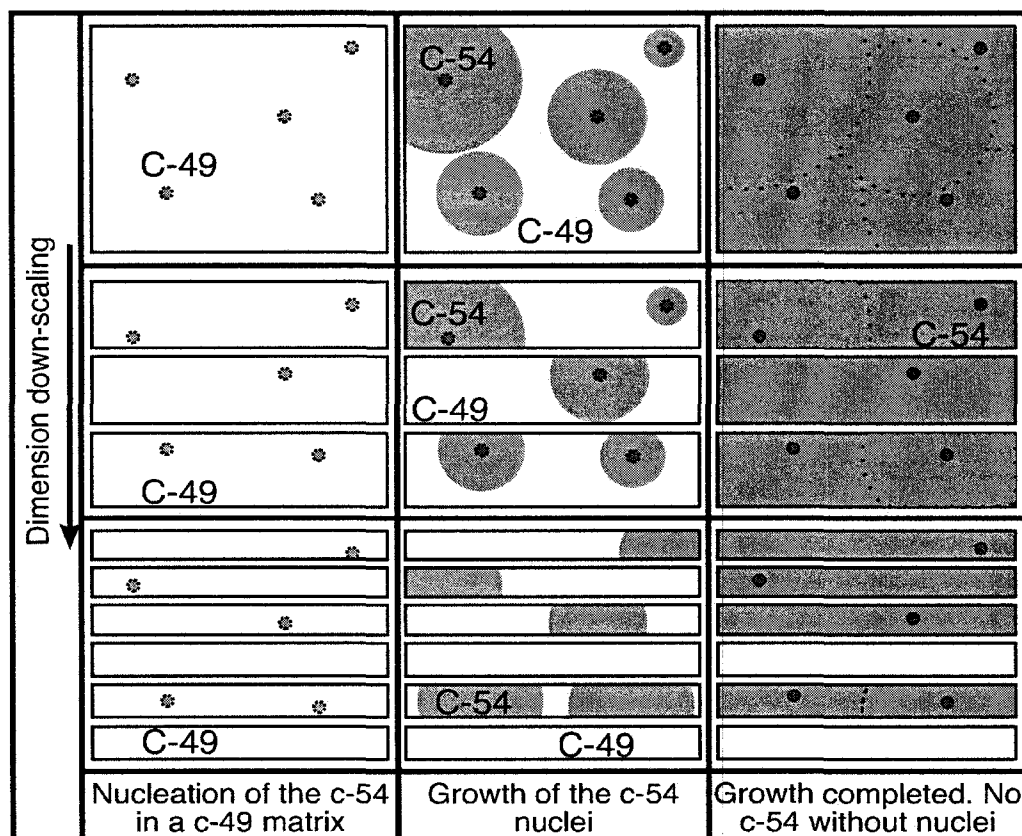 Dimension down-scaling
C-49
C-54
C-49
C-49
C-54
C-49
C-54
C-49
C-54
C-49
Nucleation of the c-54
in a c-49 matrix
Growth of the c-54
nuclei
Growth completed. No
c-54 without nuclei